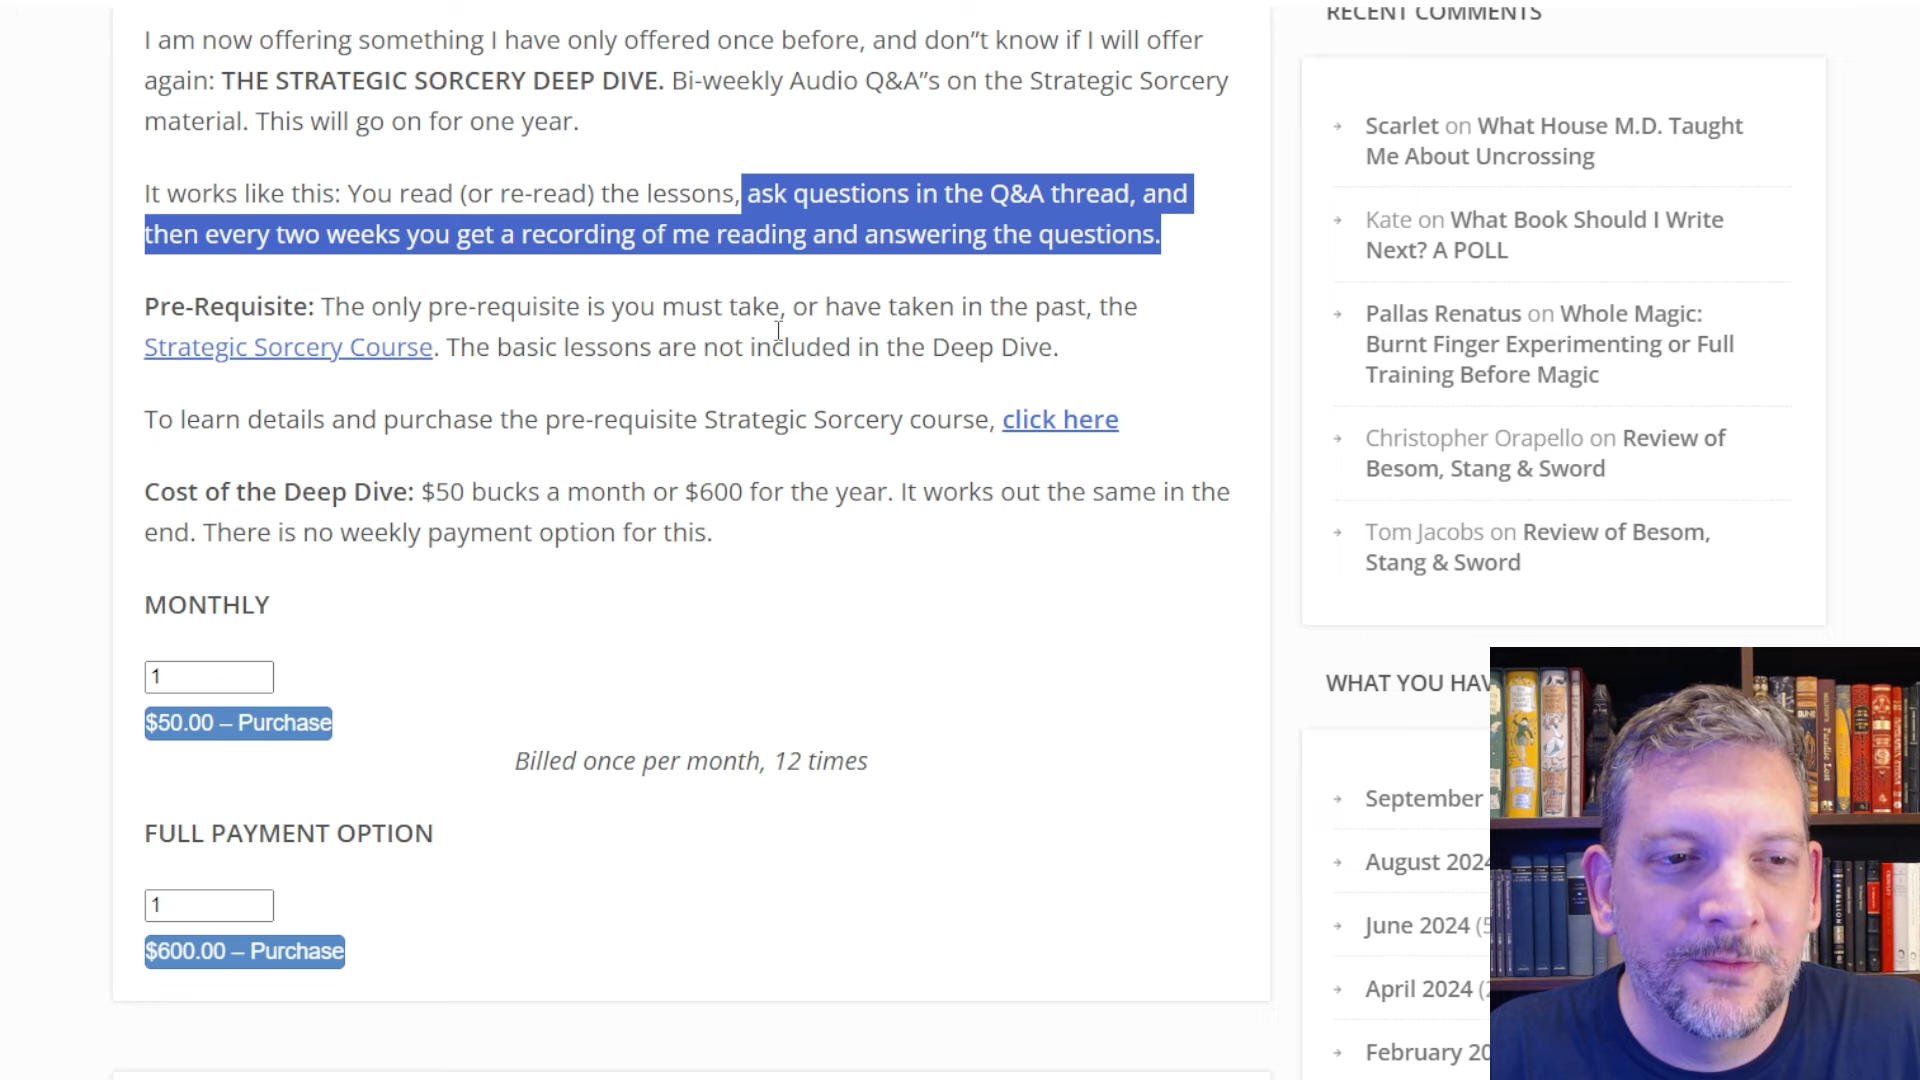 I am now offering something I have only offered once before, and don"t know if I will offer
again: THE STRATEGIC SORCERY DEEP DIVE. Bi-weekly Audio Q&A"s on the Strategic Sorcery
material. This will go on for one year.
It works like this: You read (or re-read) the lessons, ask questions in the Q&A thread, and
then every two weeks you get a recording of me reading and answering the questions.
Pre-Requisite: The only pre-requisite is you must take, or have taken in the past, the
Strategic Sorcery Course. The basic lessons are not included in the Deep Dive.
To learn details and purchase the pre-requisite Strategic Sorcery course, click here
Cost of the Deep Dive: $50 bucks a month or $600 for the year. It works out the same in the
end. There is no weekly payment option for this.
MONTHLY
1
$50.00 – Purchase
Billed once per month, 12 times
FULL PAYMENT OPTION
1
$600.00 – Purchase
RECENT COMMENTS
Scarlet on What House M.D. Taught
Me About Uncrossing
Kate on What Book Should I Write
Next? A POLL
Pallas Renatus on Whole Magic:
Burnt Finger Experimenting or Full
Training Before Magic
Christopher Orapello on Review of
Besom, Stang & Sword
Tom Jacobs on Review of Besom,
Stang & Sword
WHAT YOU HAV
September
August 2024
June 2024 (5
April 2024 (
February 20
Paradise Lost